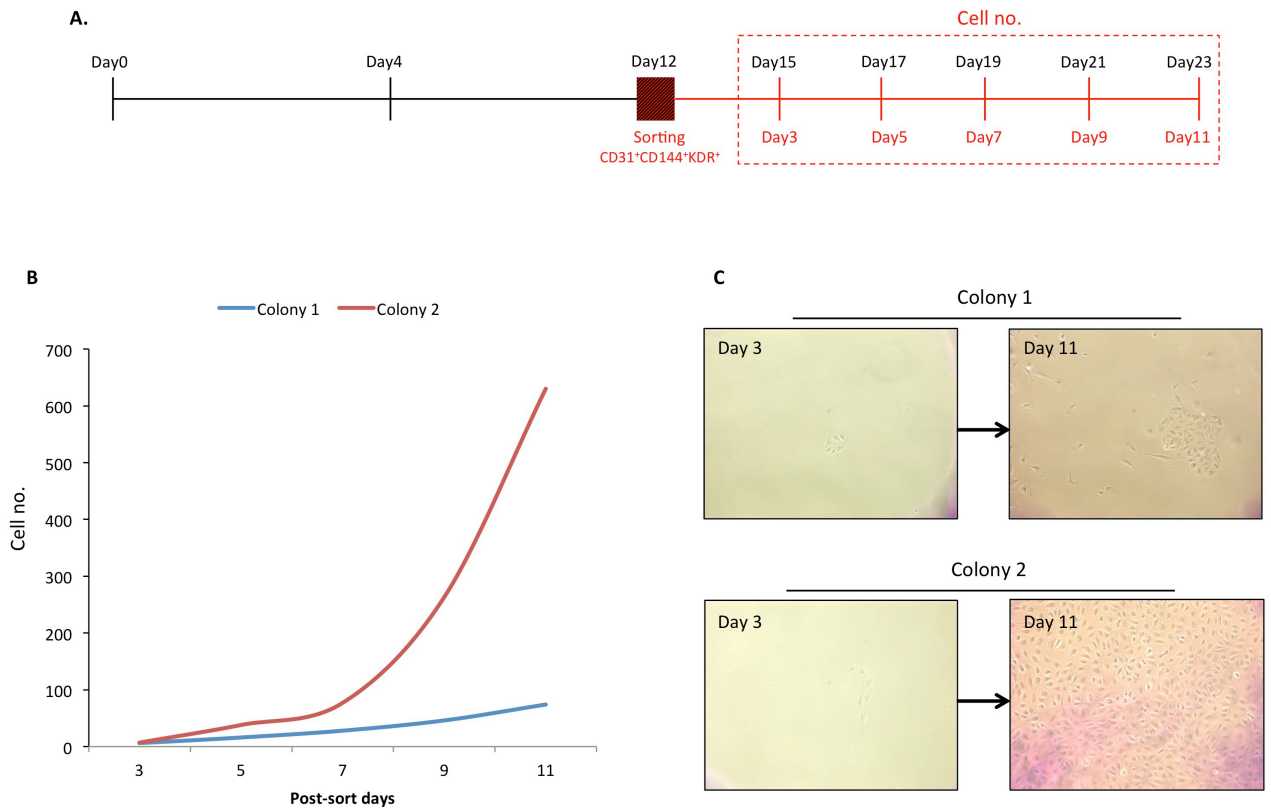 A.
Cell no.
Day0 Day4 Day12 Day15 Day17 Day19 Day21 Day23
Sorting Day3 Day5 Day7 Day9 Day11
CD31⁺CD144⁺KDR⁺
B
Colony 1 Colony 2
700
600
500
400
300
200
100
0
Cell no.
3 5 7 9 11
Post-sort days
C
Colony 1
Day 3 Day 11
Colony 2
Day 3 Day 11